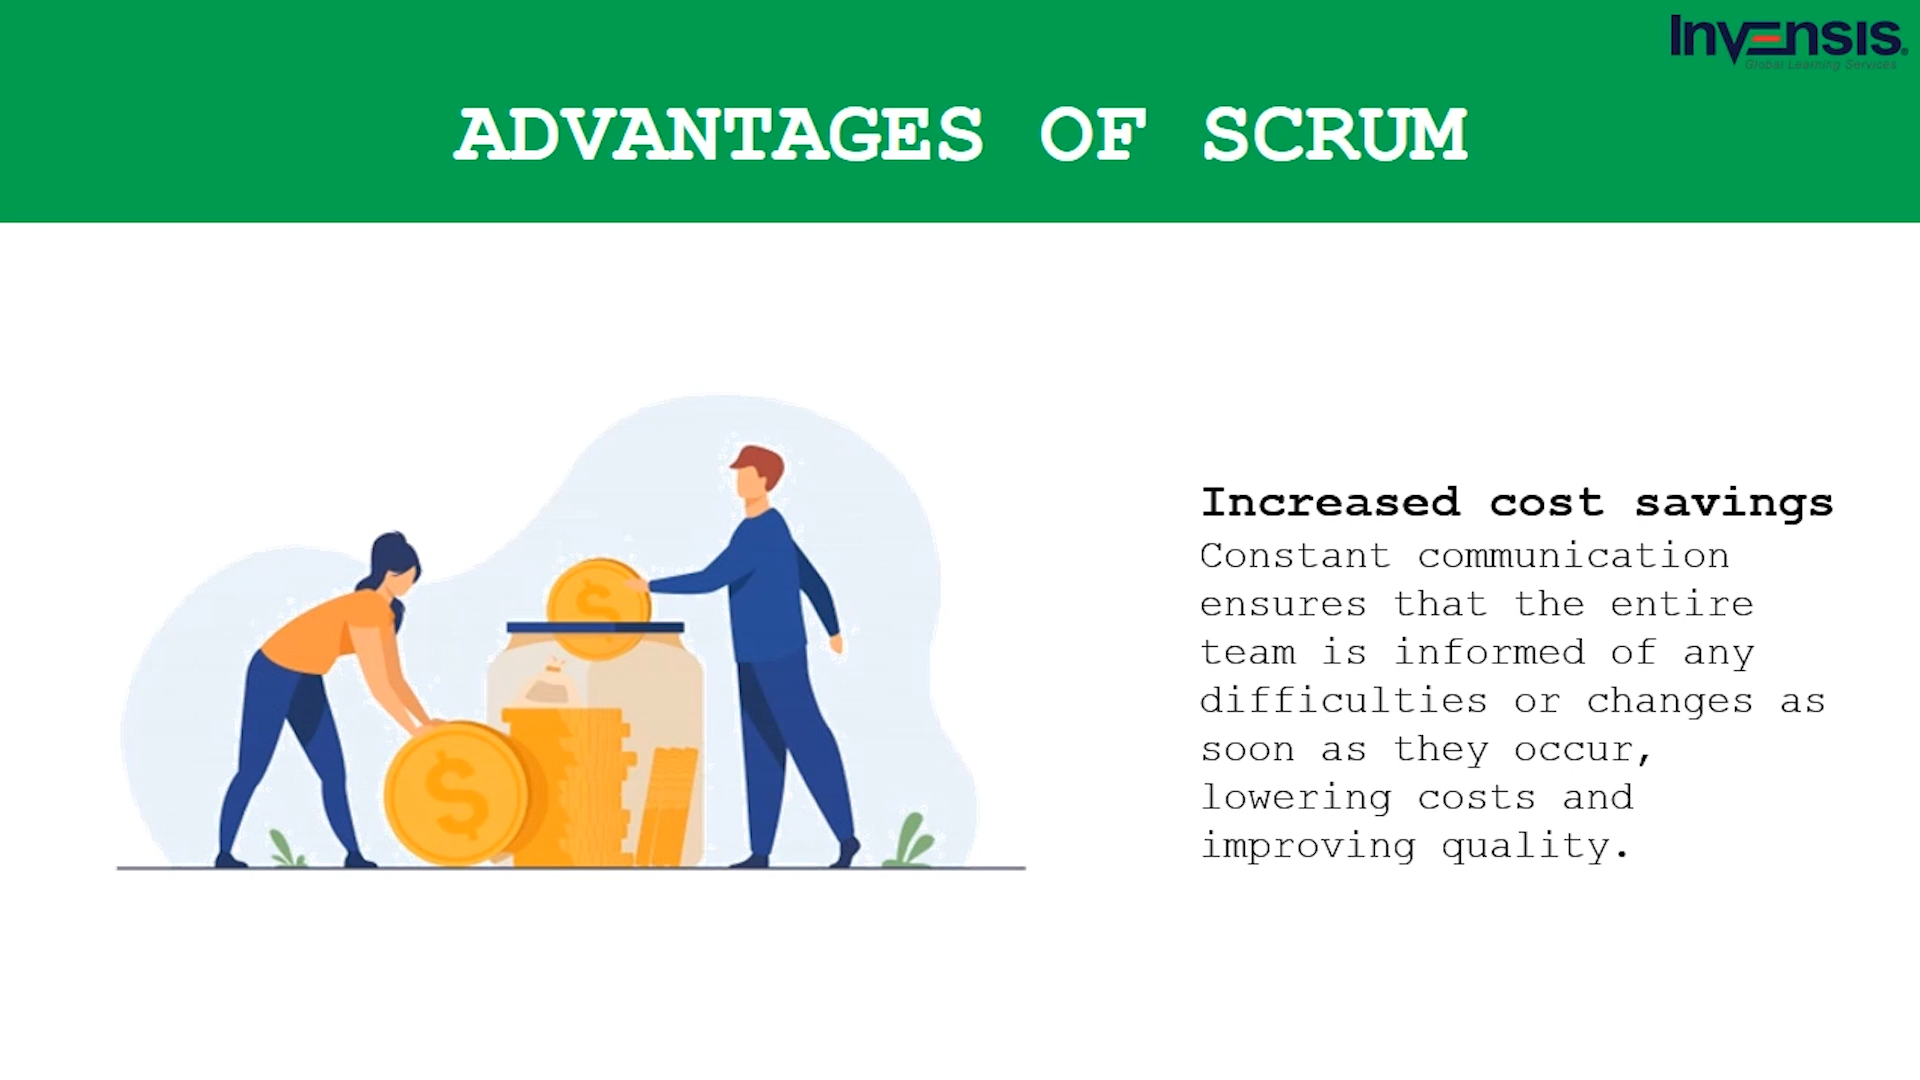 Invensis
Global Learning Services
ADVANTAGES OF SCRUM
Increased cost savings
Constant communication
ensures that the entire
team is informed of any
difficulties or changes as
soon as they occur,
lowering costs and
improving quality.
$
$